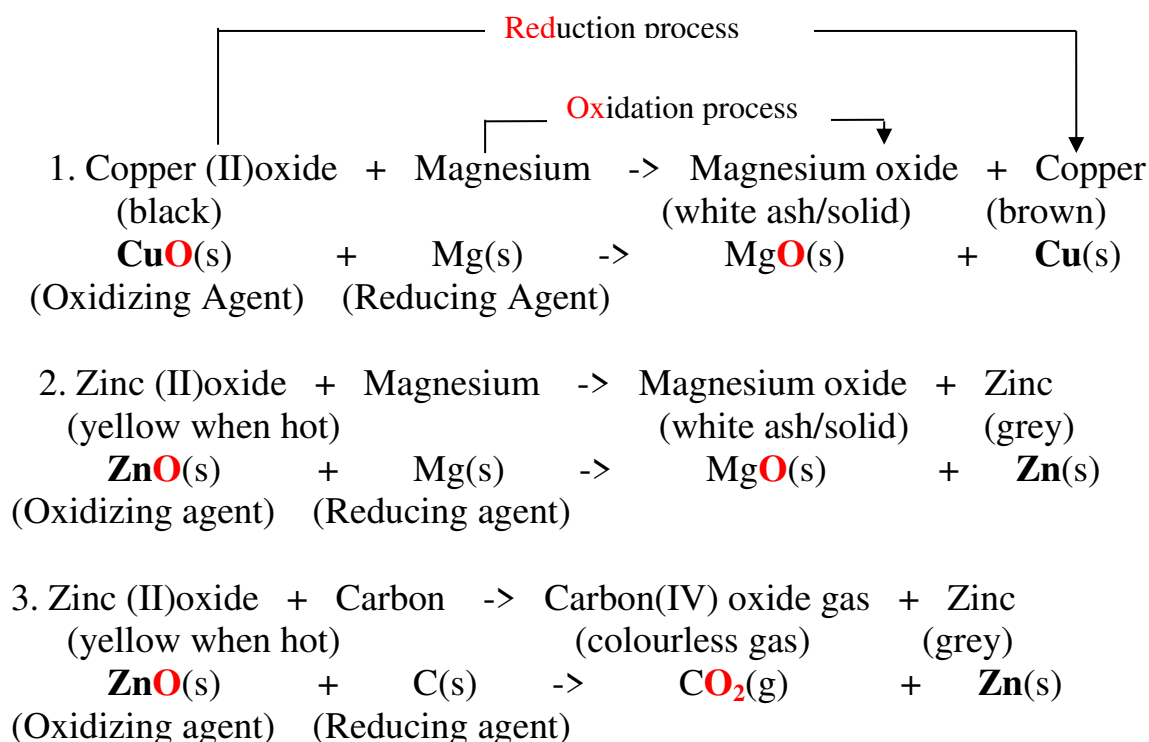 Reduction process
Oxidation process
1. Copper (II)oxide + Magnesium -> Magnesium oxide + Copper
(black) (white ash/solid) (brown)
CuO(s) + Mg(s) -> MgO(s) + Cu(s)
(Oxidizing Agent) (Reducing Agent)
2. Zinc (II)oxide + Magnesium -> Magnesium oxide + Zinc
(yellow when hot) (white ash/solid) (grey)
ZnO(s) + Mg(s) -> MgO(s) + Zn(s)
(Oxidizing agent) (Reducing agent)
3. Zinc (II)oxide + Carbon -> Carbon(IV) oxide gas + Zinc
(yellow when hot) (colourless gas) (grey)
ZnO(s) + C(s) -> CO₂(g) + Zn(s)
(Oxidizing agent) (Reducing agent)